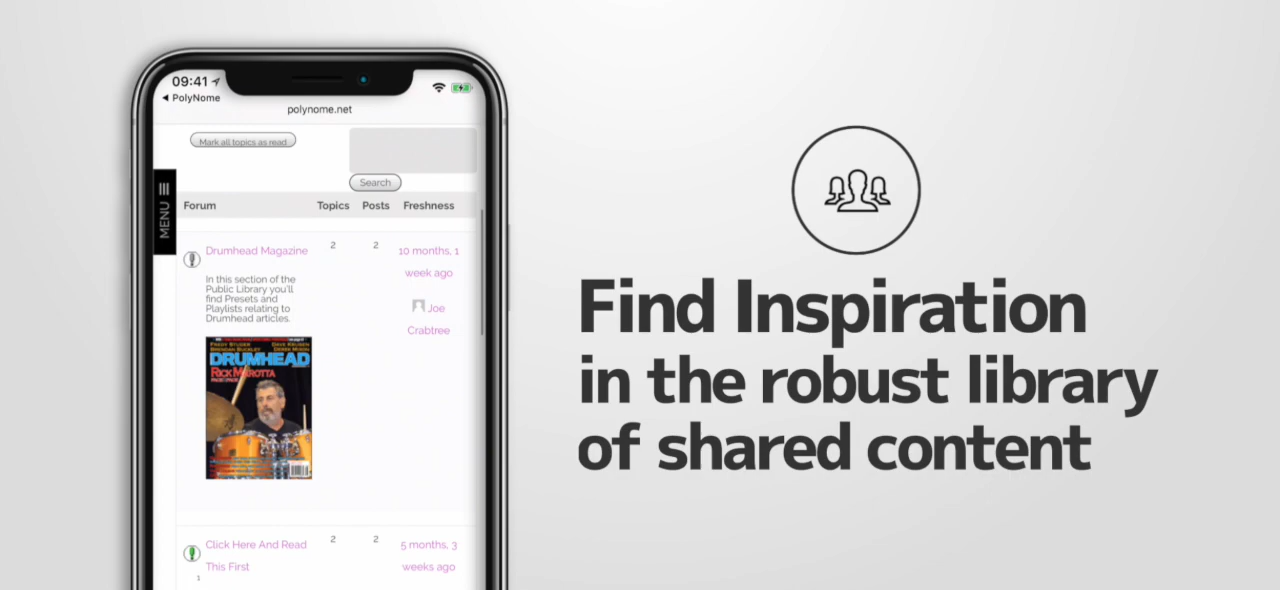 09:41
PolyNome
polynome.net
Mark all topics as read
Search
MENU
Forum Topics Posts Freshness
Drumhead Magazine 2 2 10 months, 1
week ago
In this section of the
Public Library you'll
find Presets and
Playlists relating to
Drumhead articles.
Joe
Crabtree
DRUMHEAD
Click Here And Read 2 2 5 months, 3
This First weeks ago
1
Find Inspiration
in the robust library
of shared content